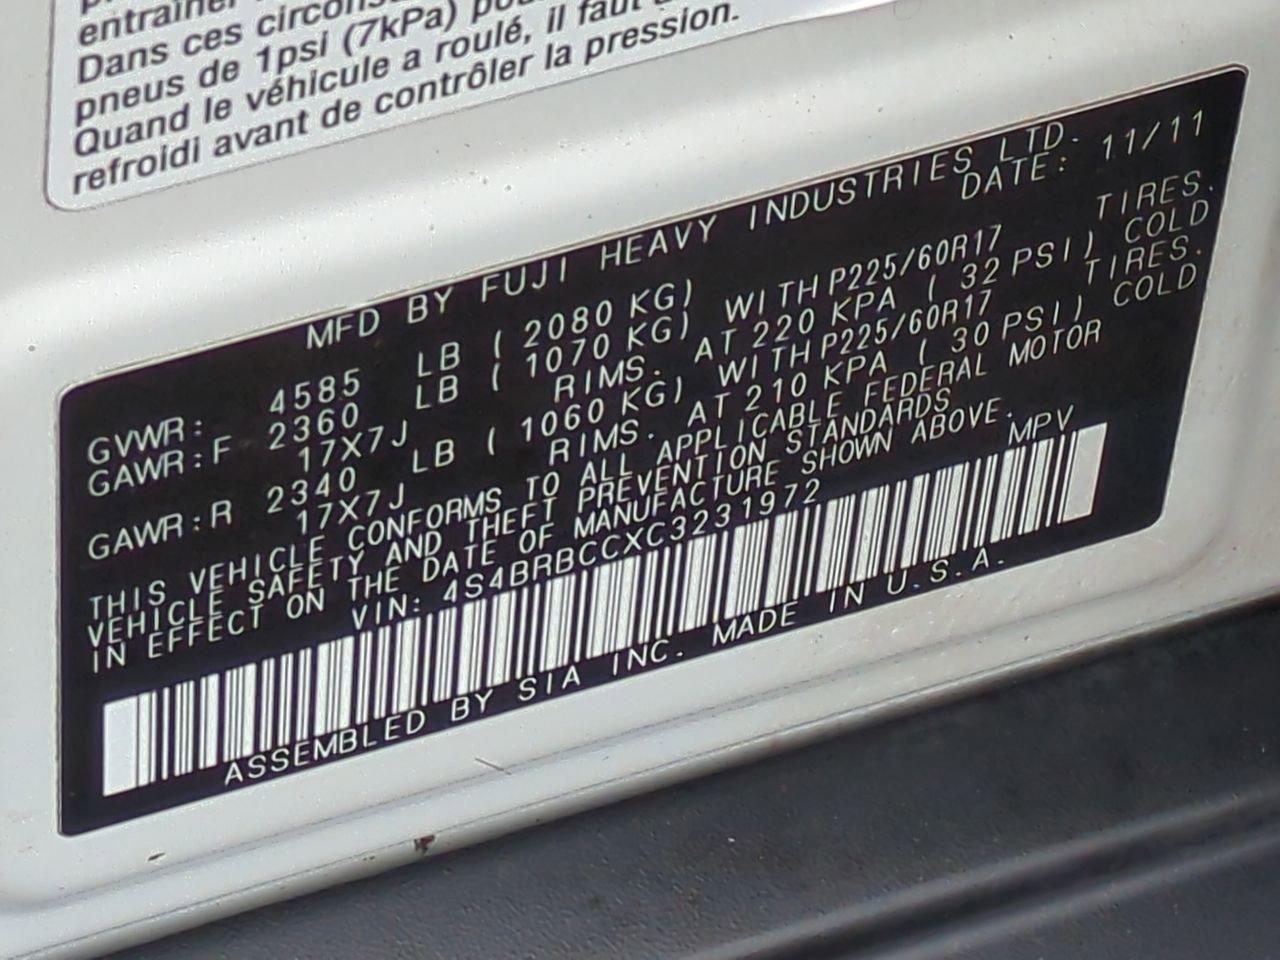 entraîner
Dans ces
pneus de 1psi (7kPa)
Quand le véhicule a roulé, il faut
refroidi avant de contrôler la pression.
MFD BY FUJI HEAVY INDUSTRIES LTD.
DATE: 11/11
GVWR: 4585 LB ( 2080 KG)
GAWR:F 2360 LB ( 1070 KG) WITH P225/60R17 TIRES.
17X7J RIMS. AT 220 KPA ( 32 PSI) COLD
GAWR:R 2340 LB ( 1060 KG) WITH P225/60R17 TIRES.
17X7J RIMS. AT 210 KPA ( 30 PSI) COLD
THIS VEHICLE CONFORMS TO ALL APPLICABLE FEDERAL MOTOR
VEHICLE SAFETY AND THEFT PREVENTION STANDARDS
IN EFFECT ON THE DATE OF MANUFACTURE SHOWN ABOVE.
VIN: 4S4BRBCCXC3231972 MPV
ASSEMBLED BY SIA INC. MADE IN U.S.A.